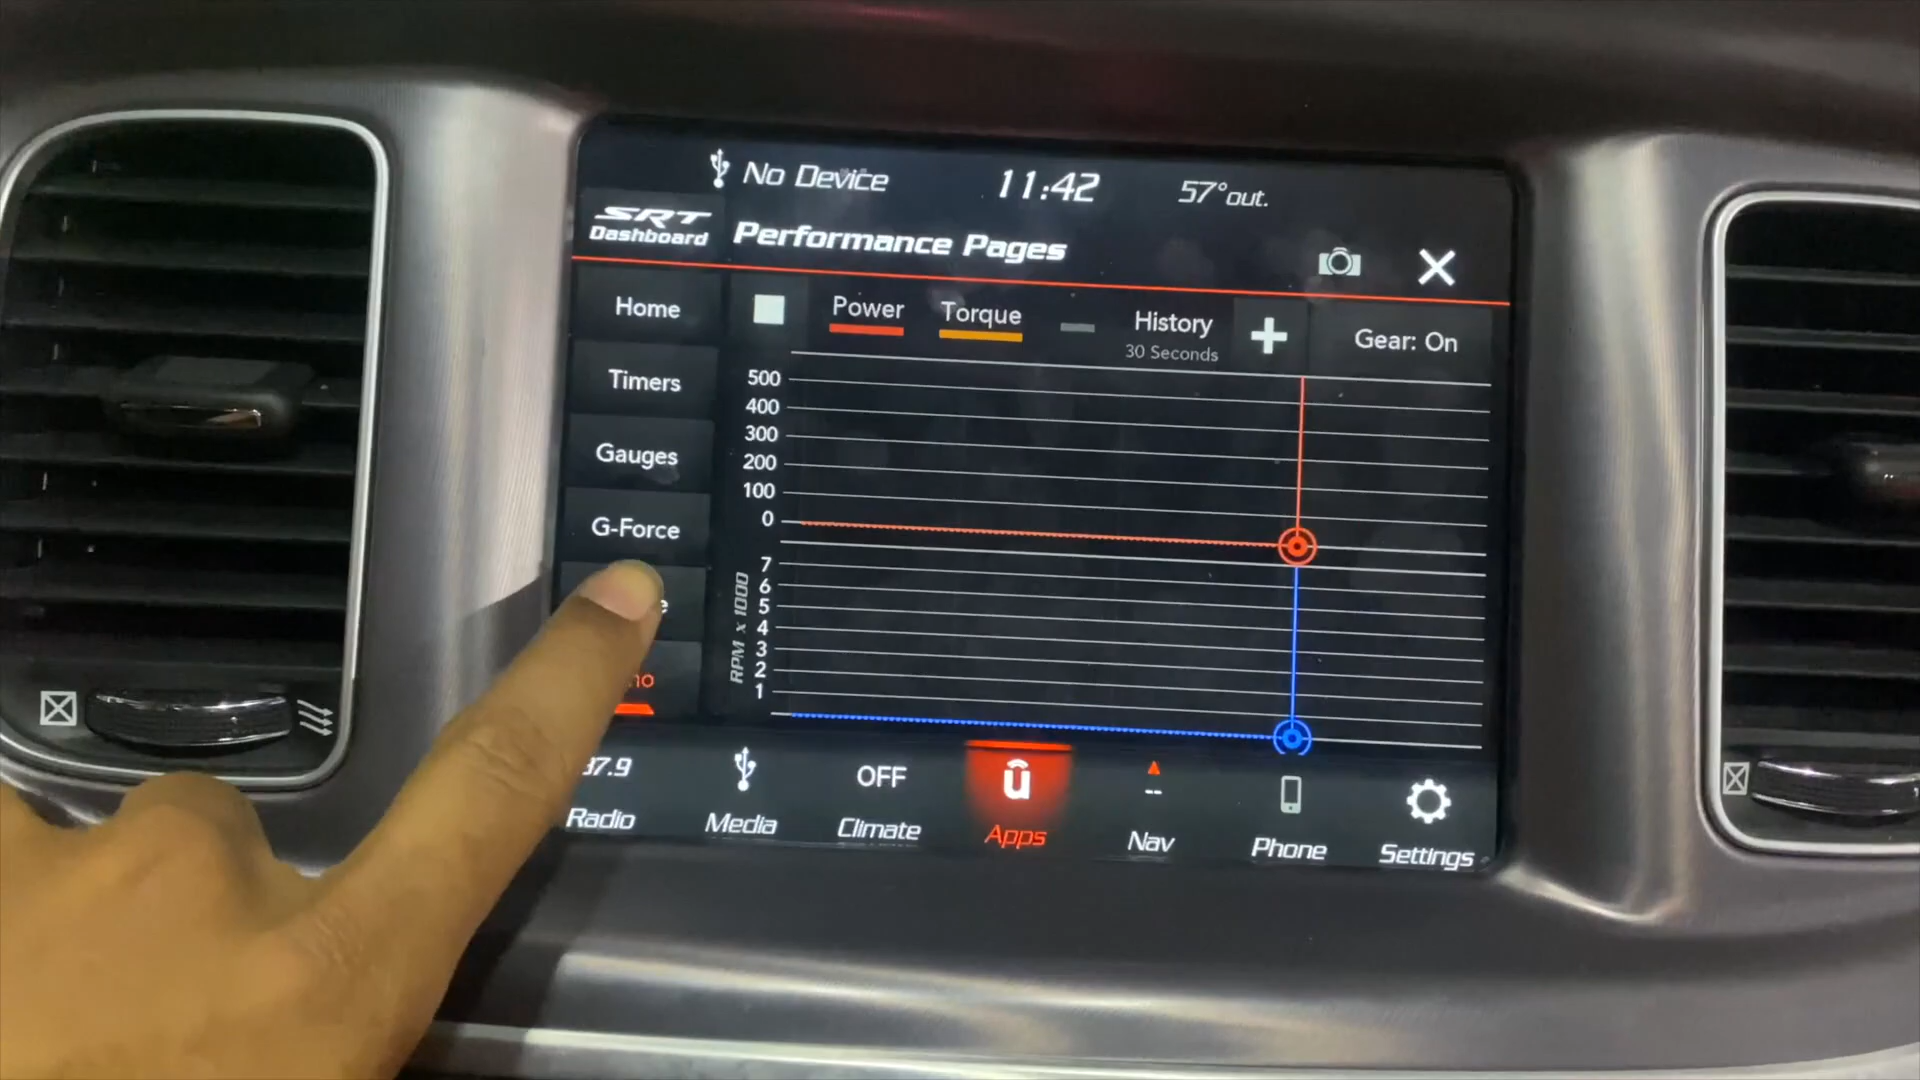 No Device
11:42
57°out.
SRT
Dashboard
Performance Pages
Home
Power
Torque
History
30 Seconds
Gear: On
Timers
Gauges
G-Force
500
400
300
200
100
0
RPM x 1000
7
6
5
4
3
2
1
Radio
Media
OFF
Climate
Apps
--
Nav
Phone
Settings